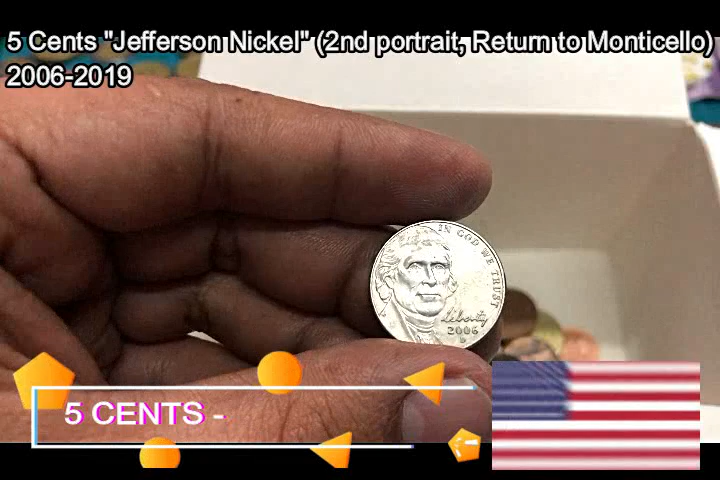 5 Cents "Jefferson Nickel" (2nd portrait, Return to Monticello)
2006-2019
IN GOD WE TRUST
Liberty
2006
5 CENTS -